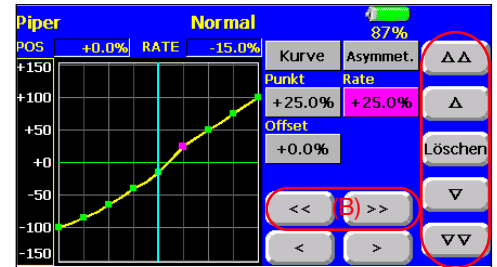 Piper Normal 87%
POS +0.0% RATE -15.0%
Kurve Asymmet.
Punkt Rate
+25.0% +25.0%
Offset
+0.0%
+150
+100
+50
+0
-50
-100
-150
<< B) >>
< >
△△
△
Löschen
▽
▽▽